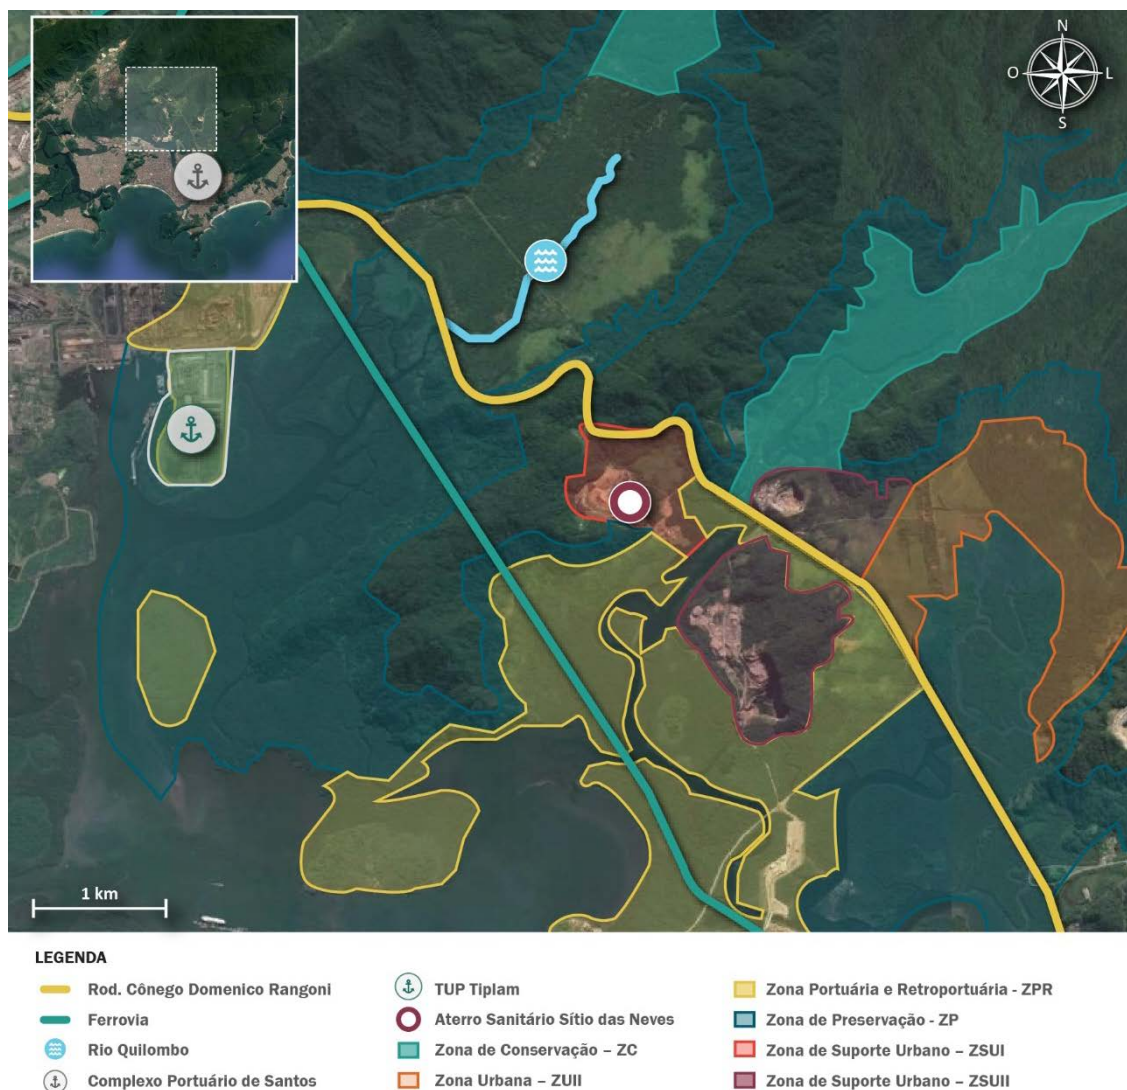 N
O L
S
1 km
LEGENDA
Rod. Cônego Domenico Rangoni
Ferrovia
Rio Quilombo
Complexo Portuário de Santos
TUP Tiplam
Aterro Sanitário Sítio das Neves
Zona de Conservação – ZC
Zona Urbana – ZUII
Zona Portuária e Retroportuária - ZPR
Zona de Preservação - ZP
Zona de Suporte Urbano – ZSUI
Zona de Suporte Urbano – ZSUII